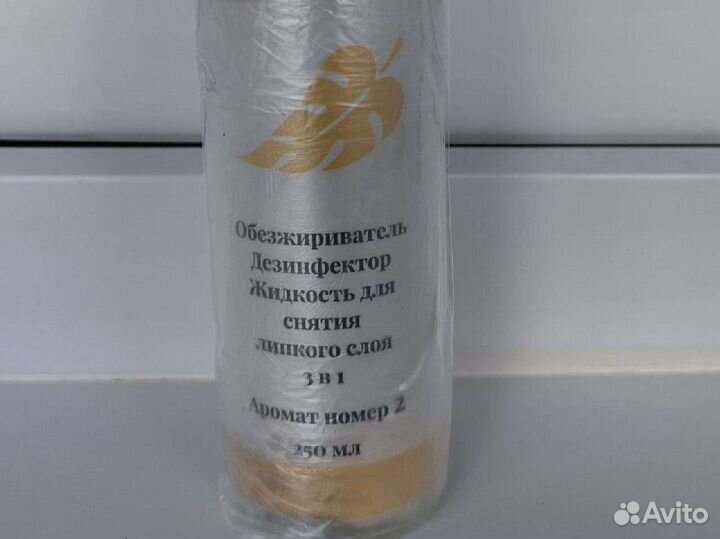 Обезжириватель
Дезинфектор
Жидкость для
снятия
липкого слоя
3 в 1
Аромат номер 2
250 мл
Avito